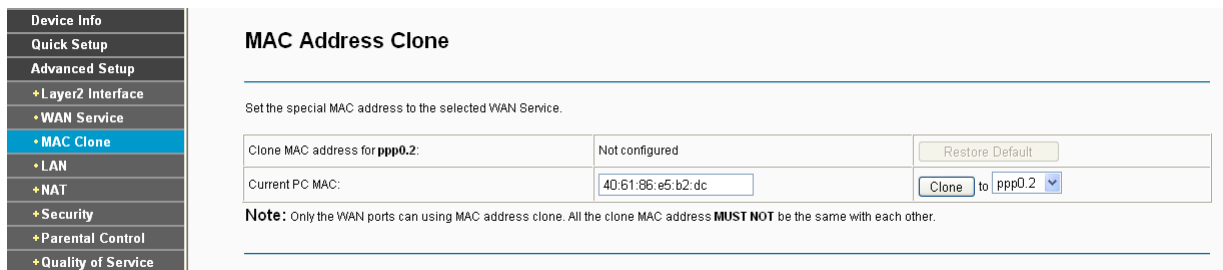 Device Info
Quick Setup
Advanced Setup
+Layer2 Interface
•WAN Service
•MAC Clone
•LAN
+NAT
+Security
+Parental Control
+Quality of Service
MAC Address Clone
Set the special MAC address to the selected WAN Service.
Clone MAC address for ppp0.2: Not configured Restore Default
Current PC MAC: 40:61:86:e5:b2:dc Clone to ppp0.2
Note: Only the WAN ports can using MAC address clone. All the clone MAC address MUST NOT be the same with each other.